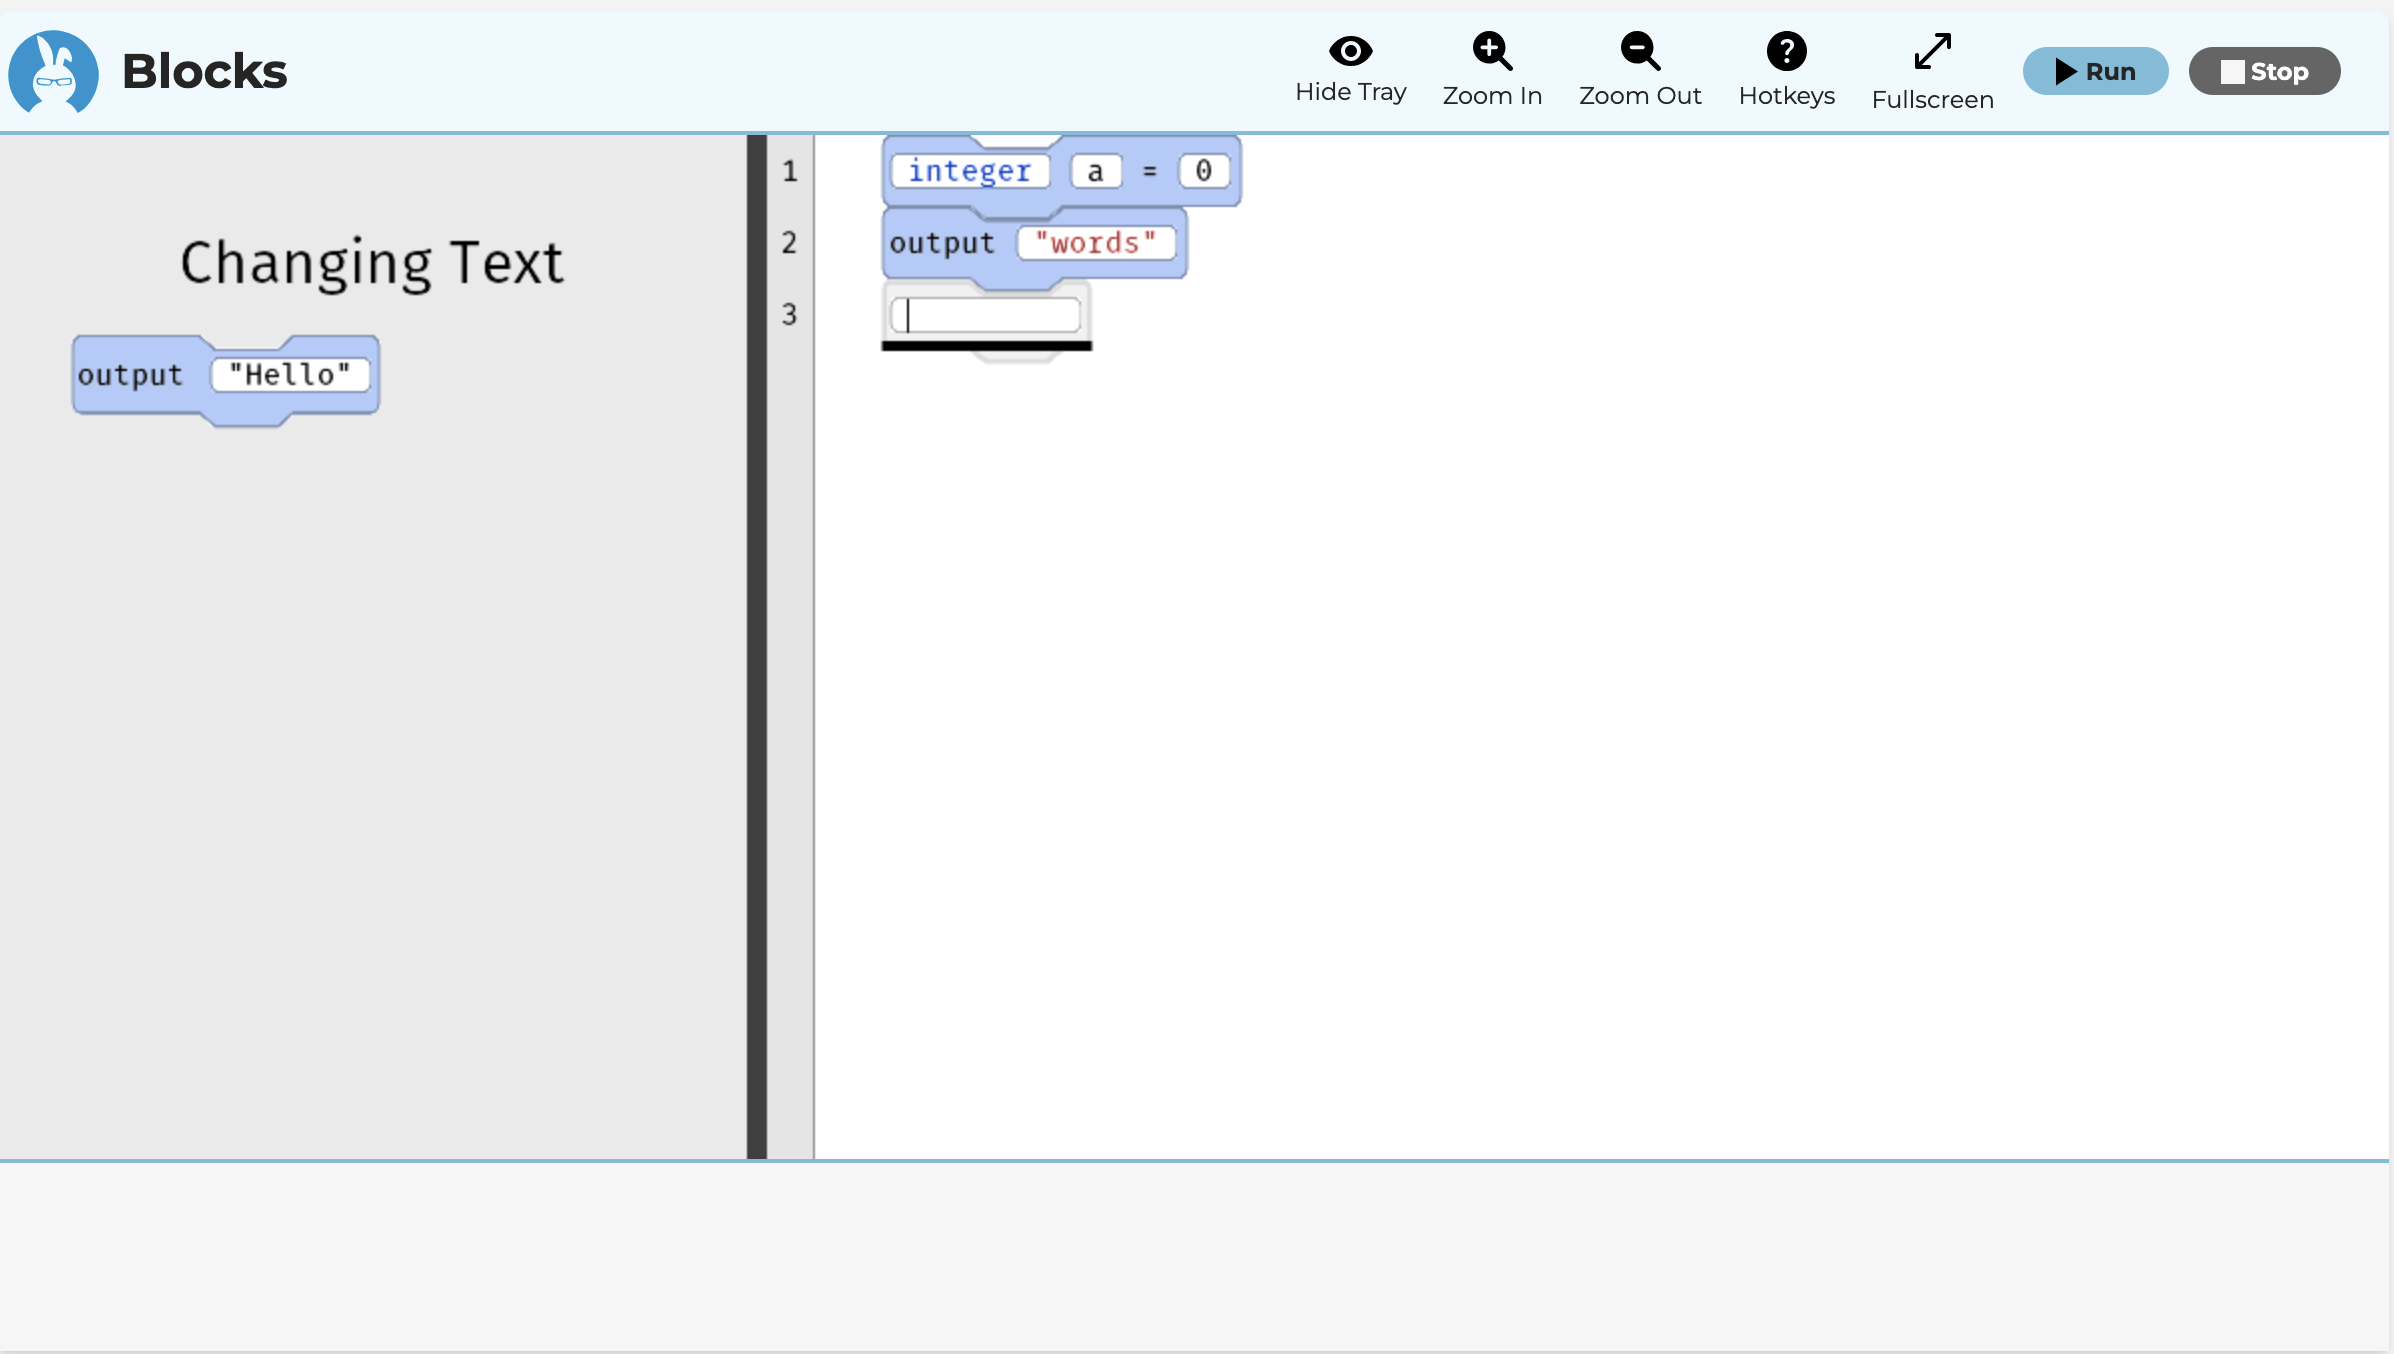 Blocks
Hide Tray
Zoom In
Zoom Out
Hotkeys
Fullscreen
Run
Stop
Changing Text
output "Hello"
1 integer a = 0
2 output "words"
3